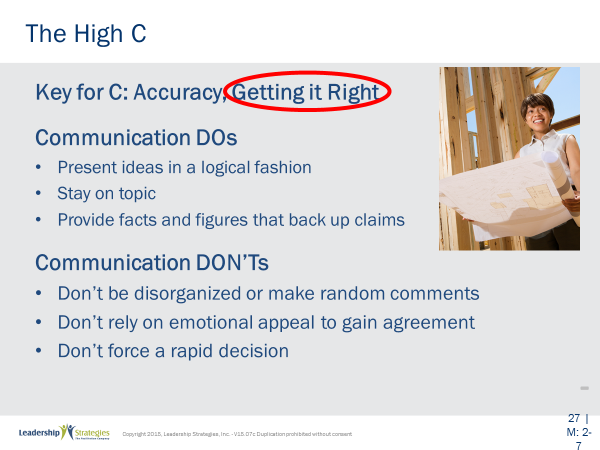 The High C
Key for C: Accuracy, Getting it Right
Communication DOs
• Present ideas in a logical fashion
• Stay on topic
• Provide facts and figures that back up claims
Communication DON'Ts
• Don't be disorganized or make random comments
• Don't rely on emotional appeal to gain agreement
• Don't force a rapid decision
Leadership Strategies
The Facilitation Company
Copyright 2015, Leadership Strategies, Inc. - V15.07c Duplication prohibited without consent
27 |
M: 2-
7